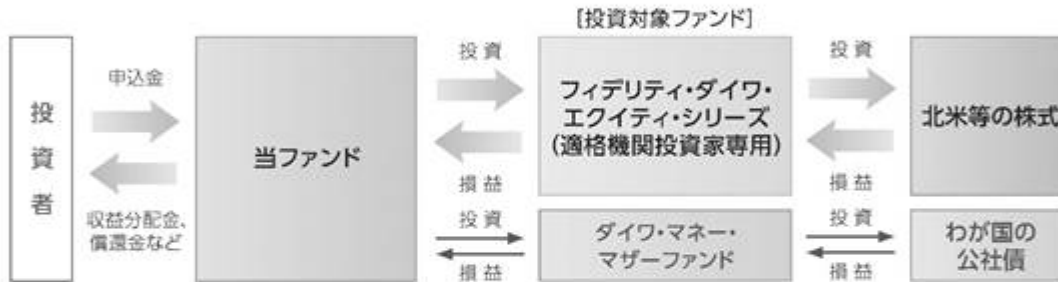 [投資対象ファンド]
投資者
申込金
収益分配金、
償還金など
当ファンド
投資
損益
投資
損益
フィデリティ・ダイワ・
エクイティ・シリーズ
(適格機関投資家専用)
ダイワ・マネー・
マザーファンド
投資
損益
投資
損益
北米等の株式
わが国の
公社債